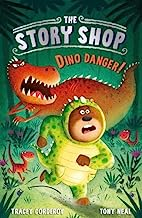 THE
STORY SHOP
DINO DANGER!
TRACEY CORDEROY
TONY NEAL